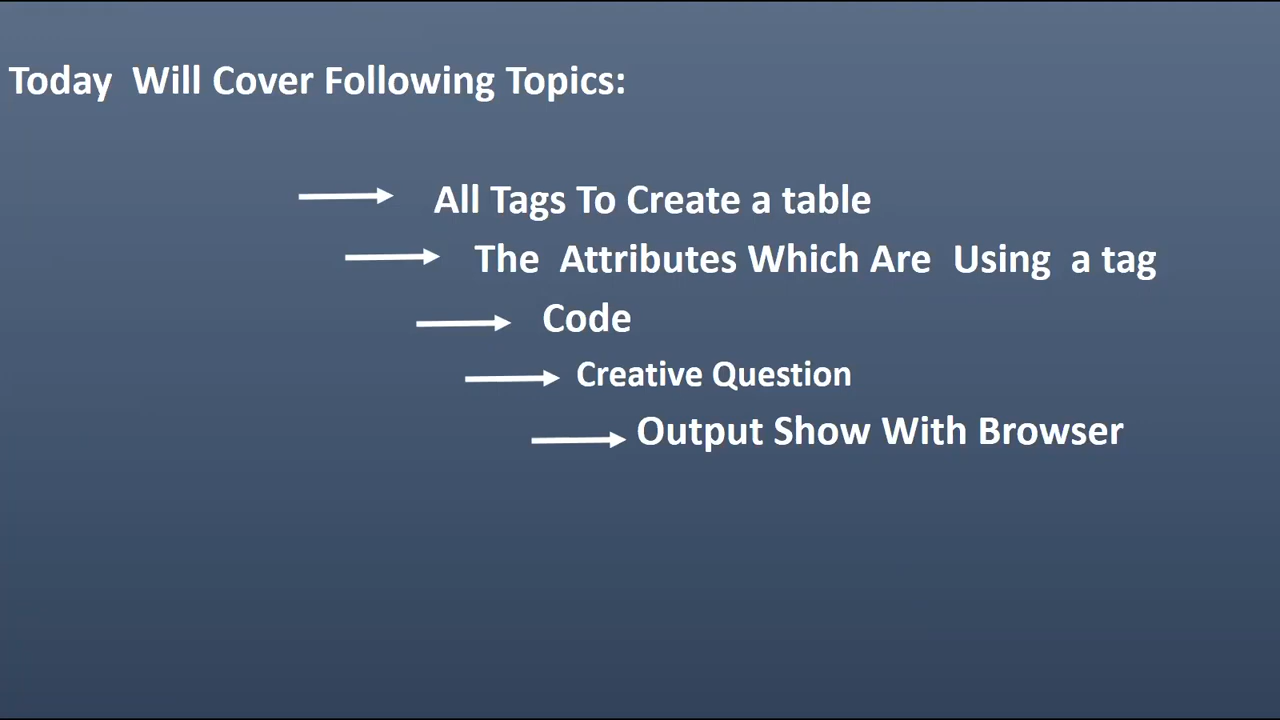 Today Will Cover Following Topics:
All Tags To Create a table
The Attributes Which Are Using a tag
Code
Creative Question
Output Show With Browser